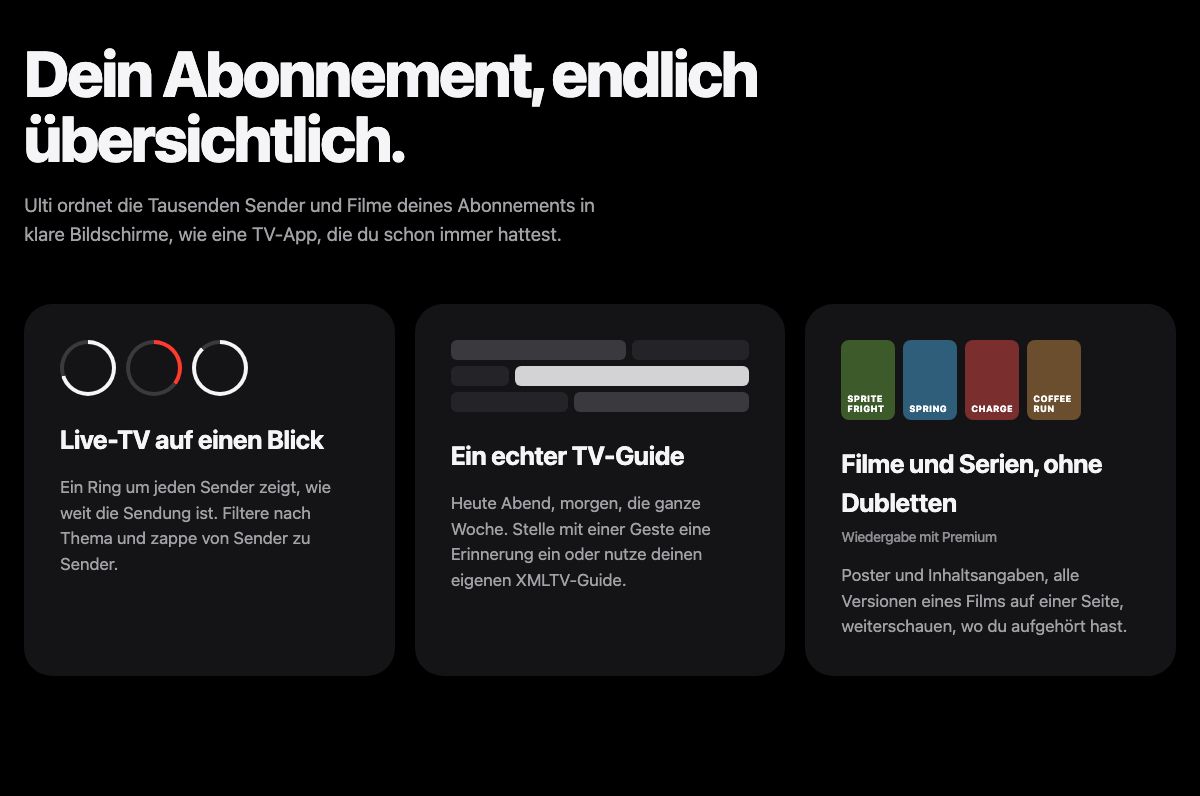 Dein Abonnement, endlich
übersichtlich.
Ulti ordnet die Tausenden Sender und Filme deines Abonnements in
klare Bildschirme, wie eine TV-App, die du schon immer hattest.
Live-TV auf einen Blick
Ein Ring um jeden Sender zeigt, wie
weit die Sendung ist. Filtere nach
Thema und zappe von Sender zu
Sender.
Ein echter TV-Guide
Heute Abend, morgen, die ganze
Woche. Stelle mit einer Geste eine
Erinnerung ein oder nutze deinen
eigenen XMLTV-Guide.
SPRITE
FRIGHT
SPRING
CHARGE
COFFEE
RUN
Filme und Serien, ohne
Dubletten
Wiedergabe mit Premium
Poster und Inhaltsangaben, alle
Versionen eines Films auf einer Seite,
weiterschauen, wo du aufgehört hast.